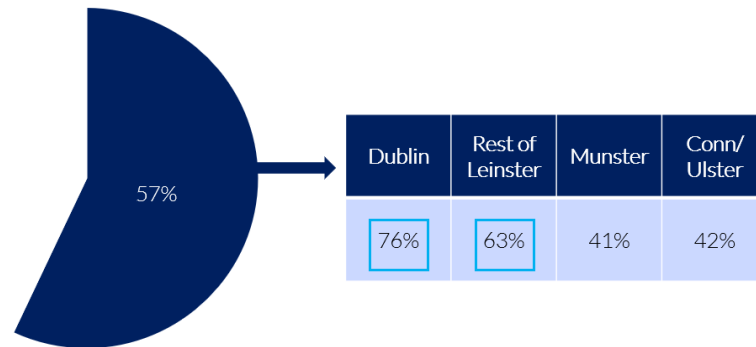 57%
Dublin
Rest of
Leinster
Munster
Conn/
Ulster
76%
63%
41%
42%